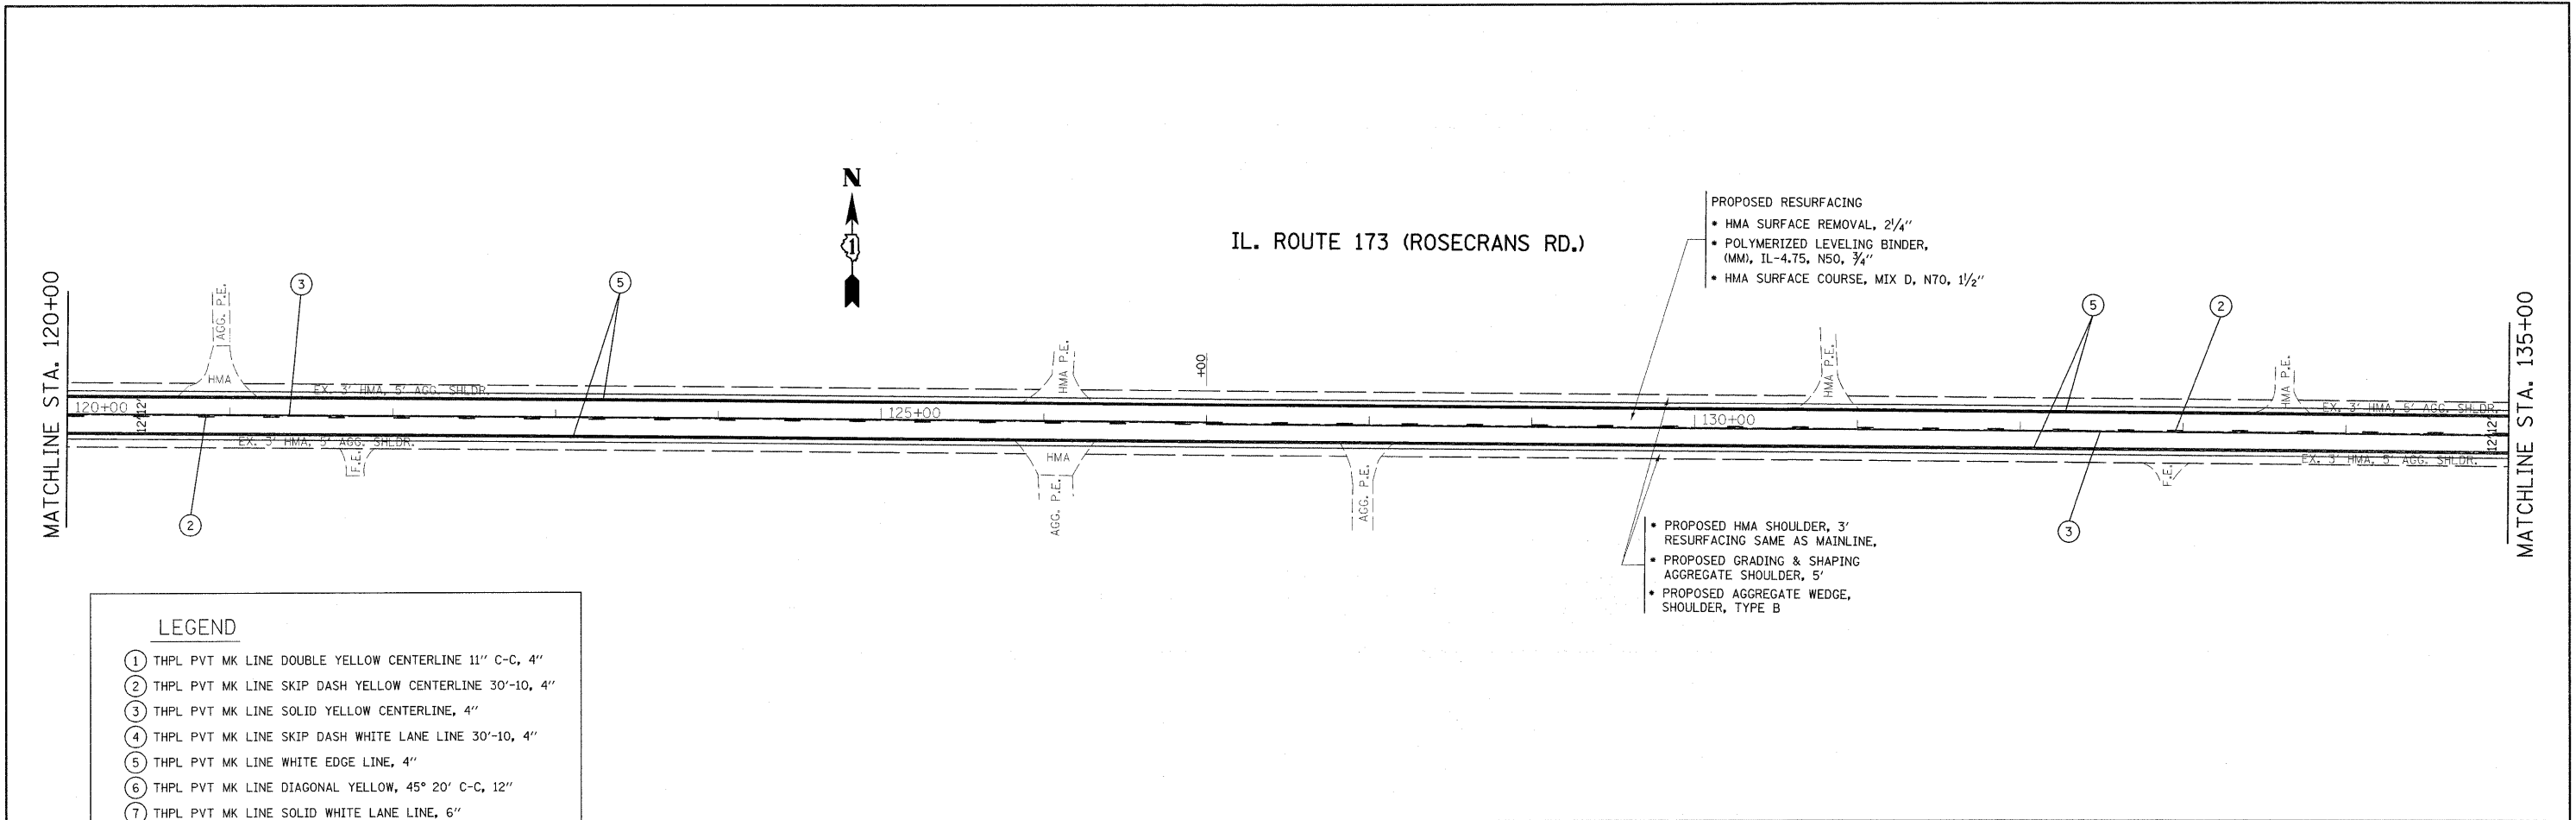 N
1
IL. ROUTE 173 (ROSECRANS RD.)
PROPOSED RESURFACING
* HMA SURFACE REMOVAL, 2 1/4"
* POLYMERIZED LEVELING BINDER,
(MM), IL-4.75, N50, 3/4"
* HMA SURFACE COURSE, MIX D, N70, 1 1/2"
MATCHLINE STA. 120+00
AGG. P.E.
HMA
3
5
HMA P.E.
+00
HMA P.E.
5
2
HMA P.E.
MATCHLINE STA. 135+00
EX. 3' HMA, 5' AGG. SHLDR.
EX. 3' HMA, 5' AGG. SHLDR.
120+00
12'
12'
125+00
130+00
12'
12'
EX. 3' HMA, 5' AGG. SHLDR.
EX. 3' HMA, 5' AGG. SHLDR.
F.E.
HMA
AGG. P.E.
AGG. P.E.
F.E.
2
3
* PROPOSED HMA SHOULDER, 3'
RESURFACING SAME AS MAINLINE,
* PROPOSED GRADING & SHAPING
AGGREGATE SHOULDER, 5'
* PROPOSED AGGREGATE WEDGE,
SHOULDER, TYPE B
LEGEND
1 THPL PVT MK LINE DOUBLE YELLOW CENTERLINE 11" C-C, 4"
2 THPL PVT MK LINE SKIP DASH YELLOW CENTERLINE 30'-10, 4"
3 THPL PVT MK LINE SOLID YELLOW CENTERLINE, 4"
4 THPL PVT MK LINE SKIP DASH WHITE LANE LINE 30'-10, 4"
5 THPL PVT MK LINE WHITE EDGE LINE, 4"
6 THPL PVT MK LINE DIAGONAL YELLOW, 45° 20' C-C, 12"
7 THPL PVT MK LINE SOLID WHITE LANE LINE, 6"